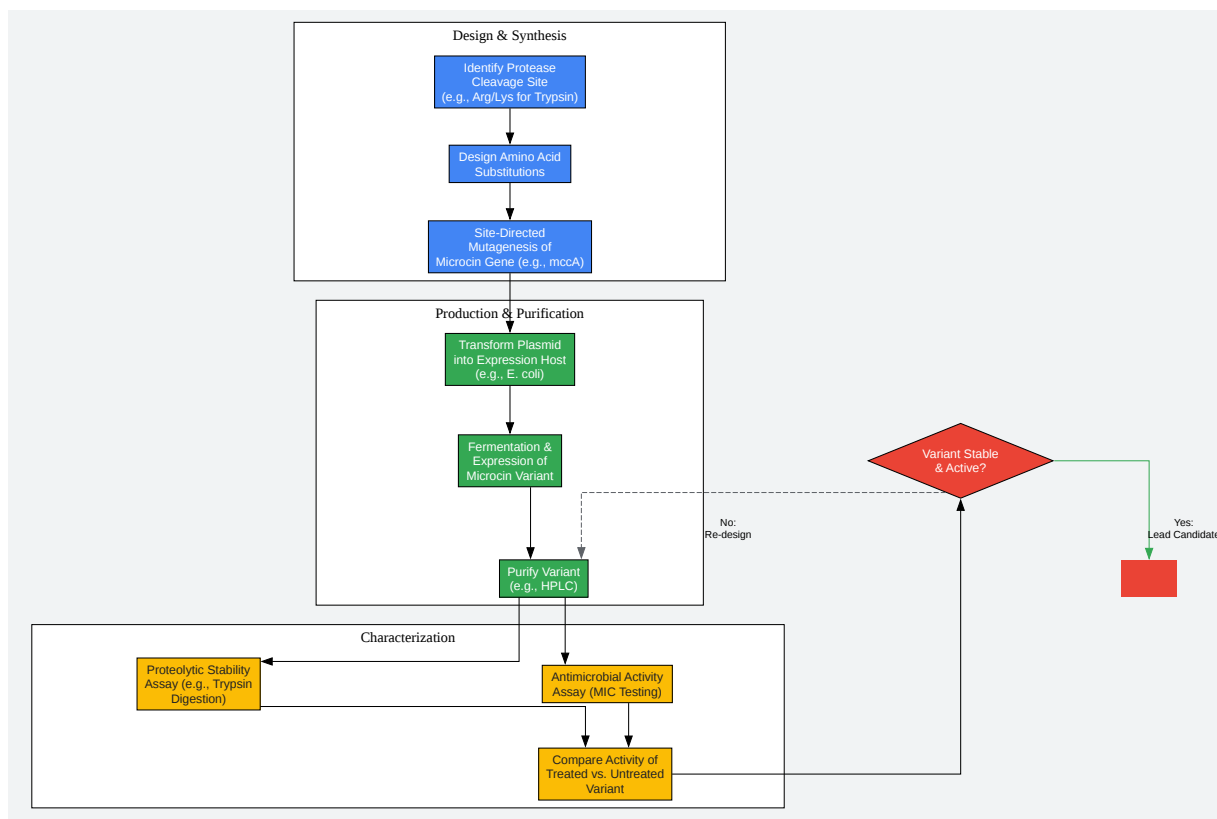 Design & Synthesis
Identify Protease
Cleavage Site
(e.g., Arg/Lys for Trypsin)
Design Amino Acid
Substitutions
Site-Directed
Mutagenesis of
Microcin Gene (e.g., mccA)
Production & Purification
Transform Plasmid
into Expression Host
(e.g., E. coli)
Fermentation &
Expression of
Microcin Variant
Variant Stable
& Active?
No:
Re-design
Yes:
Lead Candidate
Purify Variant
(e.g., HPLC)
Characterization
Proteolytic Stability
Assay (e.g., Trypsin
Digestion)
Antimicrobial Activity
Assay (MIC Testing)
Compare Activity of
Treated vs. Untreated
Variant